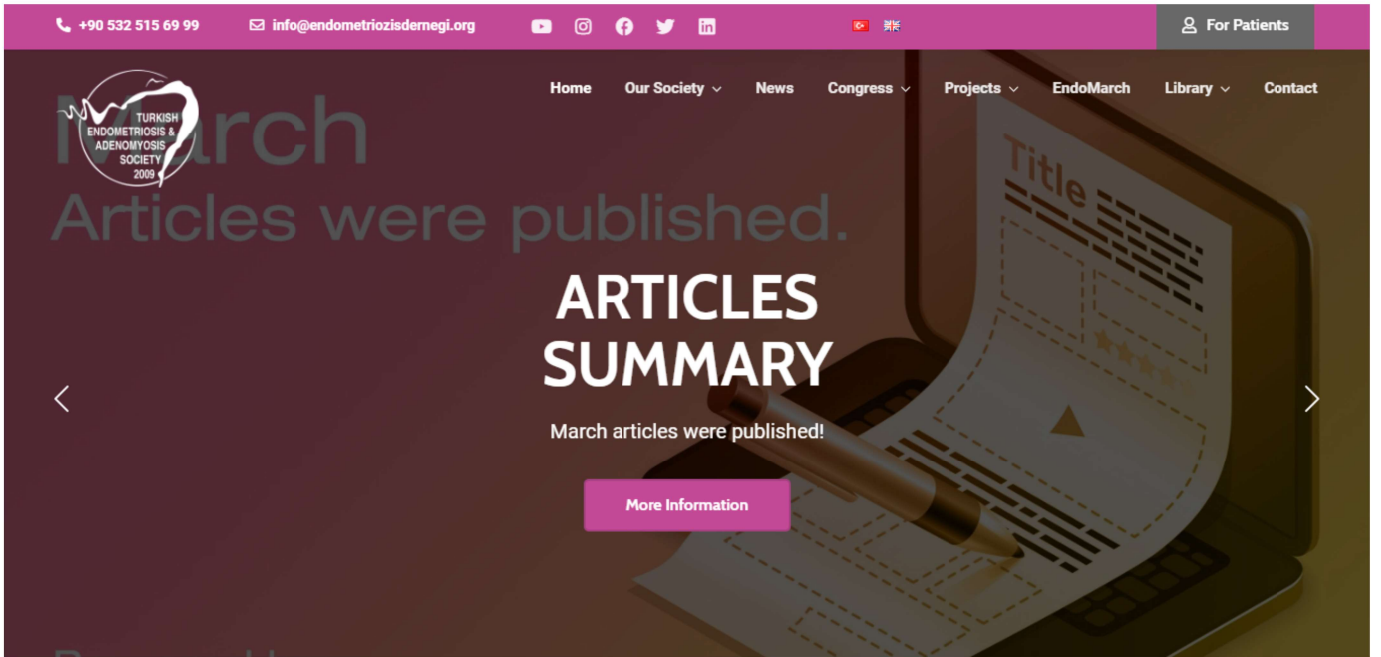 +90 532 515 69 99
info@endometriozisdernegi.org
For Patients
Home
Our Society
News
Congress
Projects
EndoMarch
Library
Contact
TURKISH
ENDOMETRIOSIS &
ADENOMYOSIS
SOCIETY
2009
March
Articles were published.
Title
ARTICLES
SUMMARY
March articles were published!
More Information